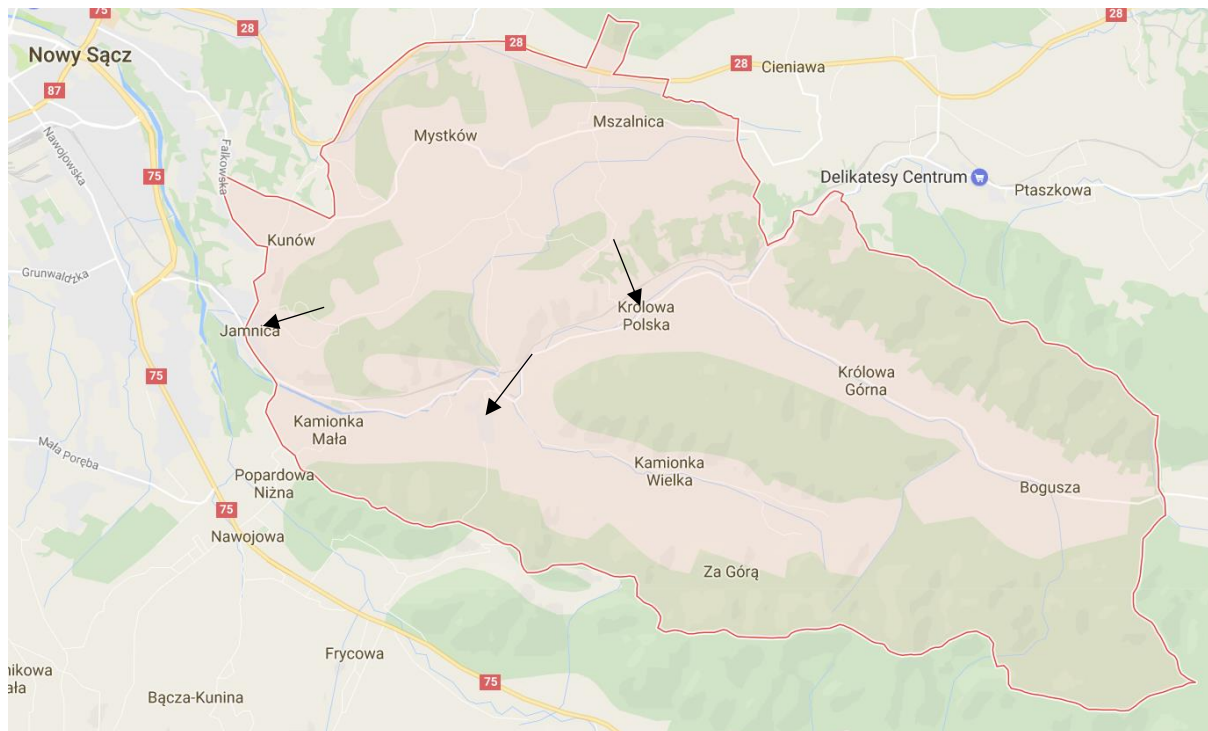 75
28
28
28
Nowy Sącz
28
Cieniawa
87
Mystków
Mszalnica
Nawojowska
Falkowska
75
Delikatesy Centrum
Ptaszkowa
Kunów
Grunwaldzka
Jamnica
Królowa
Polska
75
Królowa
Górna
Kamionka
Mała
Mała Poręba
Kamionka
Wielka
Popardowa
Niżna
Bogusza
75
Nawojowa
Za Górą
Frycowa
nikowa
ała
75
Bącza-Kunina